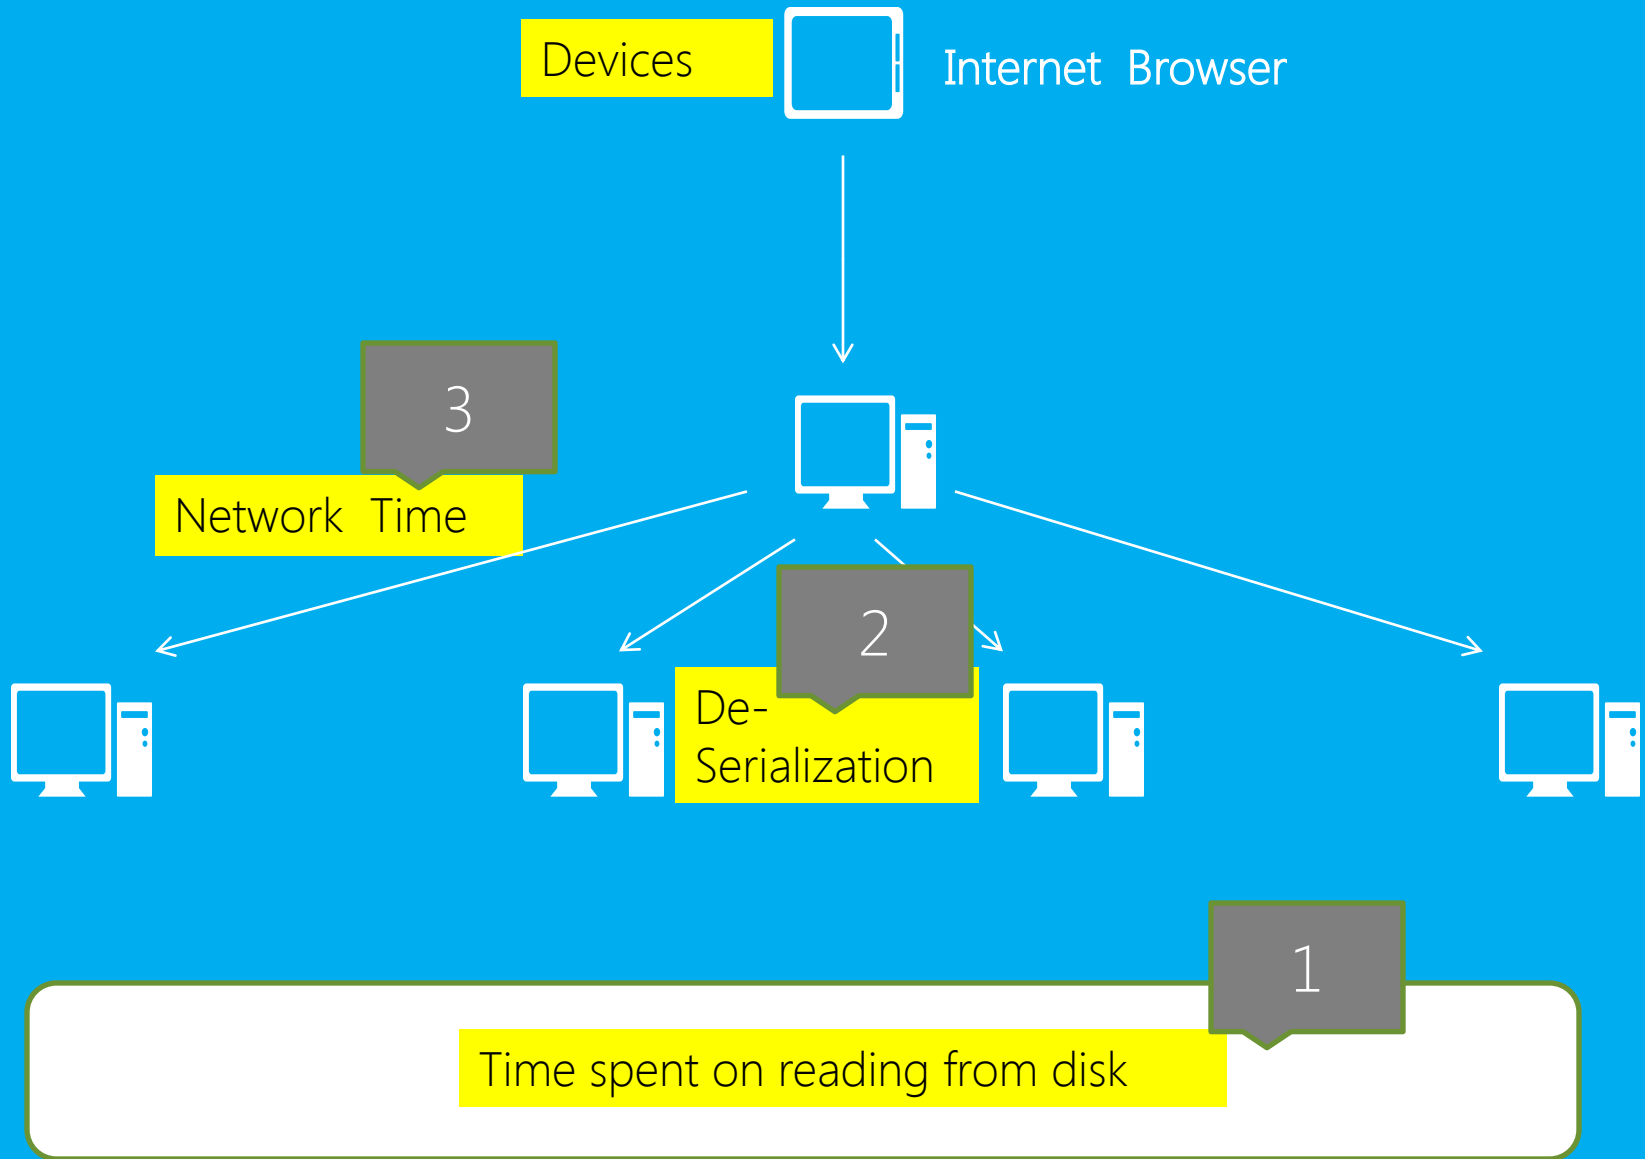 Devices
Internet Browser
3
Network Time
2
De-
Serialization
1
Time spent on reading from disk